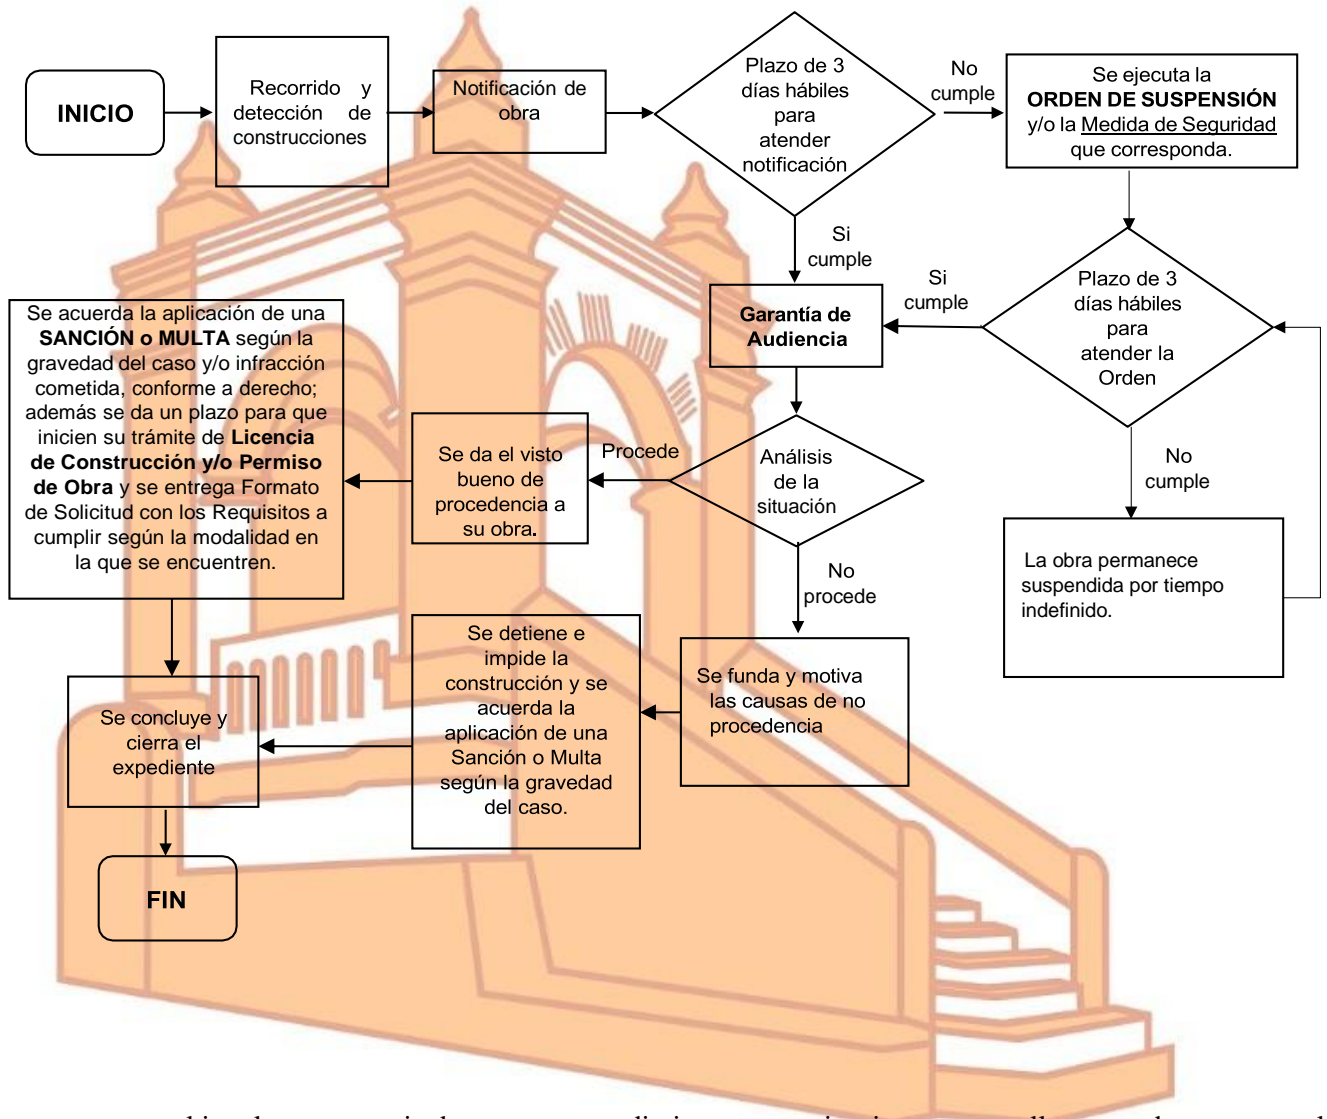 INICIO
Recorrido y
detección de
construcciones
Notificación de
obra
Plazo de 3
días hábiles
para
atender
notificación
No
cumple
Se ejecuta la
ORDEN DE SUSPENSIÓN
y/o la Medida de Seguridad
que corresponda.
Si
cumple
Plazo de 3
días hábiles
para
atender la
Orden
Si
cumple
Garantía de
Audiencia
No
cumple
La obra permanece
suspendida por tiempo
indefinido.
Análisis
de la
situación
Procede
Se da el visto
bueno de
procedencia a
su obra.
Se acuerda la aplicación de una
SANCIÓN o MULTA según la
gravedad del caso y/o infracción
cometida, conforme a derecho;
además se da un plazo para que
inicien su trámite de Licencia
de Construcción y/o Permiso
de Obra y se entrega Formato
de Solicitud con los Requisitos a
cumplir según la modalidad en
la que se encuentren.
No
procede
Se funda y motiva
las causas de no
procedencia
Se detiene e
impide la
construcción y se
acuerda la
aplicación de una
Sanción o Multa
según la gravedad
del caso.
Se concluye y
cierra el
expediente
FIN